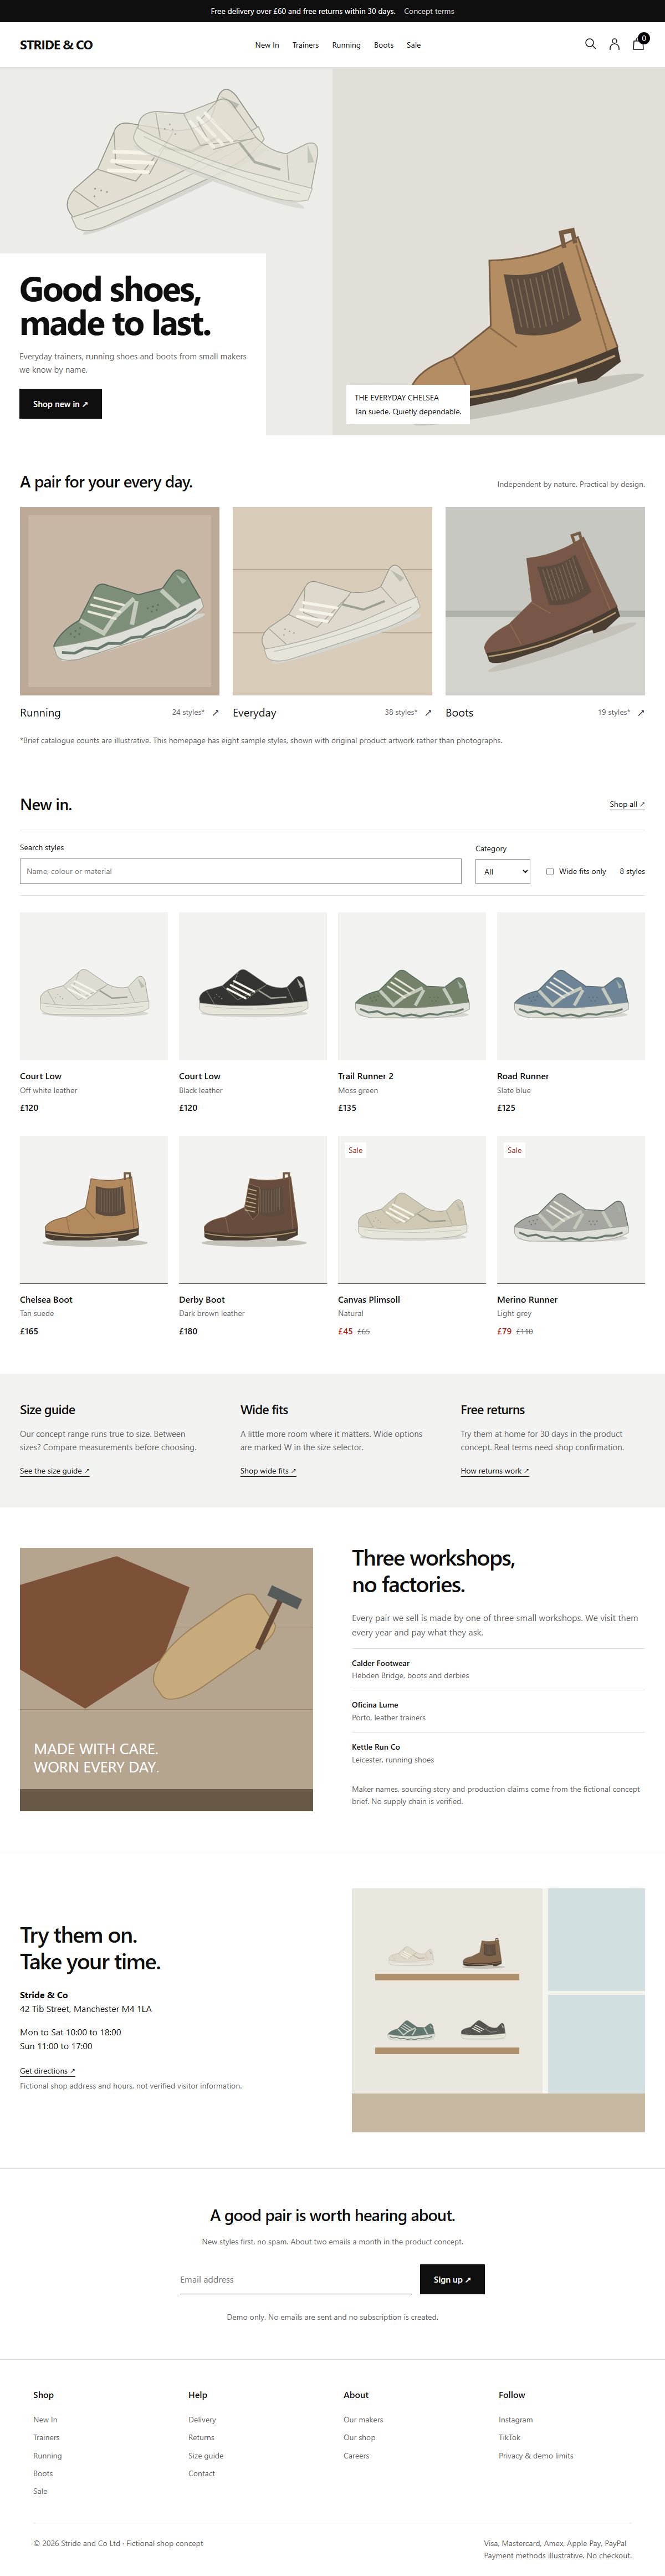 Free delivery over £60 and free returns within 30 days. Concept terms
STRIDE & CO
New In
Trainers
Running
Boots
Sale
0
Good shoes,
made to last.
Everyday trainers, running shoes and boots from small makers
we know by name.
Shop new in ↗
THE EVERYDAY CHELSEA
Tan suede. Quietly dependable.
A pair for your every day.
Independent by nature. Practical by design.
Running
24 styles* ↗
Everyday
38 styles* ↗
Boots
19 styles* ↗
*Brief catalogue counts are illustrative. This homepage has eight sample styles, shown with original product artwork rather than photographs.
New in.
Shop all ↗
Search styles
Name, colour or material
Category
All
Wide fits only
8 styles
Court Low
Off white leather
£120
Court Low
Black leather
£120
Trail Runner 2
Moss green
£135
Road Runner
Slate blue
£125
Chelsea Boot
Tan suede
£165
Derby Boot
Dark brown leather
£180
Sale
Canvas Plimsoll
Natural
£45 £65
Sale
Merino Runner
Light grey
£79 £110
Size guide
Our concept range runs true to size. Between
sizes? Compare measurements before choosing.
See the size guide ↗
Wide fits
A little more room where it matters. Wide options
are marked W in the size selector.
Shop wide fits ↗
Free returns
Try them at home for 30 days in the product
concept. Real terms need shop confirmation.
How returns work ↗
MADE WITH CARE.
WORN EVERY DAY.
Three workshops,
no factories.
Every pair we sell is made by one of three small workshops. We visit them
every year and pay what they ask.
Calder Footwear
Hebden Bridge, boots and derbies
Oficina Lume
Porto, leather trainers
Kettle Run Co
Leicester, running shoes
Maker names, sourcing story and production claims come from the fictional concept
brief. No supply chain is verified.
Try them on.
Take your time.
Stride & Co
42 Tib Street, Manchester M4 1LA
Mon to Sat 10:00 to 18:00
Sun 11:00 to 17:00
Get directions ↗
Fictional shop address and hours, not verified visitor information.
A good pair is worth hearing about.
New styles first, no spam. About two emails a month in the product concept.
Email address
Sign up ↗
Demo only. No emails are sent and no subscription is created.
Shop
New In
Trainers
Running
Boots
Sale
Help
Delivery
Returns
Size guide
Contact
About
Our makers
Our shop
Careers
Follow
Instagram
TikTok
Privacy & demo limits
© 2026 Stride and Co Ltd · Fictional shop concept
Visa, Mastercard, Amex, Apple Pay, PayPal
Payment methods illustrative. No checkout.